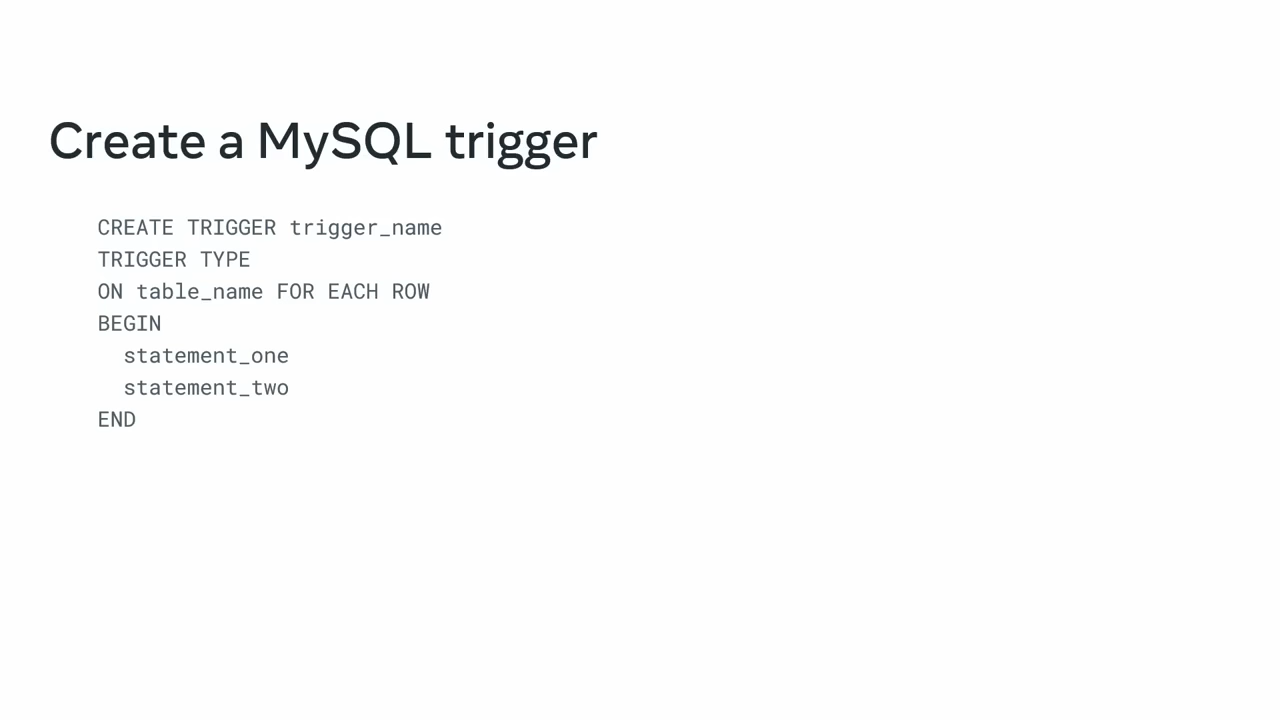 Create a MySQL trigger
CREATE TRIGGER trigger_name
TRIGGER TYPE
ON table_name FOR EACH ROW
BEGIN
statement_one
statement_two
END